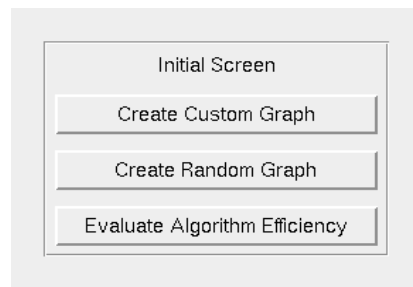 Initial Screen
Create Custom Graph
Create Random Graph
Evaluate Algorithm Efficiency